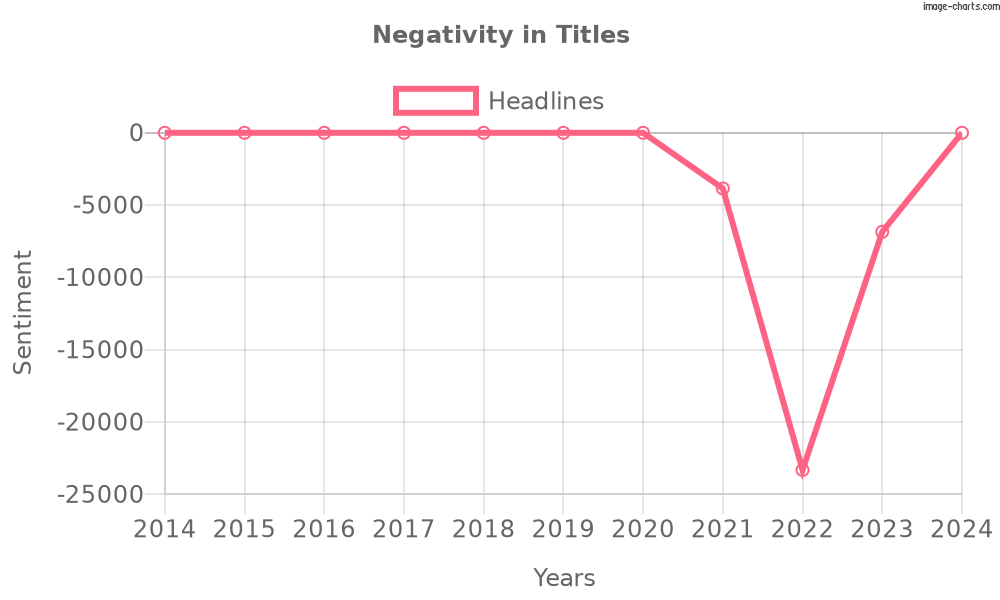 image-charts.com
Negativity in Titles
Headlines
0
-5000
-10000
-15000
-20000
-25000
Sentiment
2014 2015 2016 2017 2018 2019 2020 2021 2022 2023 2024
Years